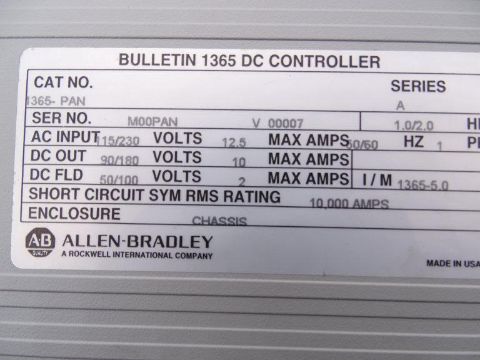 BULLETIN 1365 DC CONTROLLER
CAT NO. SERIES
1365- PAN A
SER NO. M00PAN V 00007 1.0/2.0
AC INPUT 115/230 VOLTS 12.5 MAX AMPS 50/60 HZ 1
DC OUT 90/180 VOLTS 10 MAX AMPS
DC FLD 50/100 VOLTS 2 MAX AMPS I / M 1365-5.0
SHORT CIRCUIT SYM RMS RATING 10,000 AMPS
ENCLOSURE CHASSIS
AB QUALITY ALLEN-BRADLEY
A ROCKWELL INTERNATIONAL COMPANY MADE IN USA